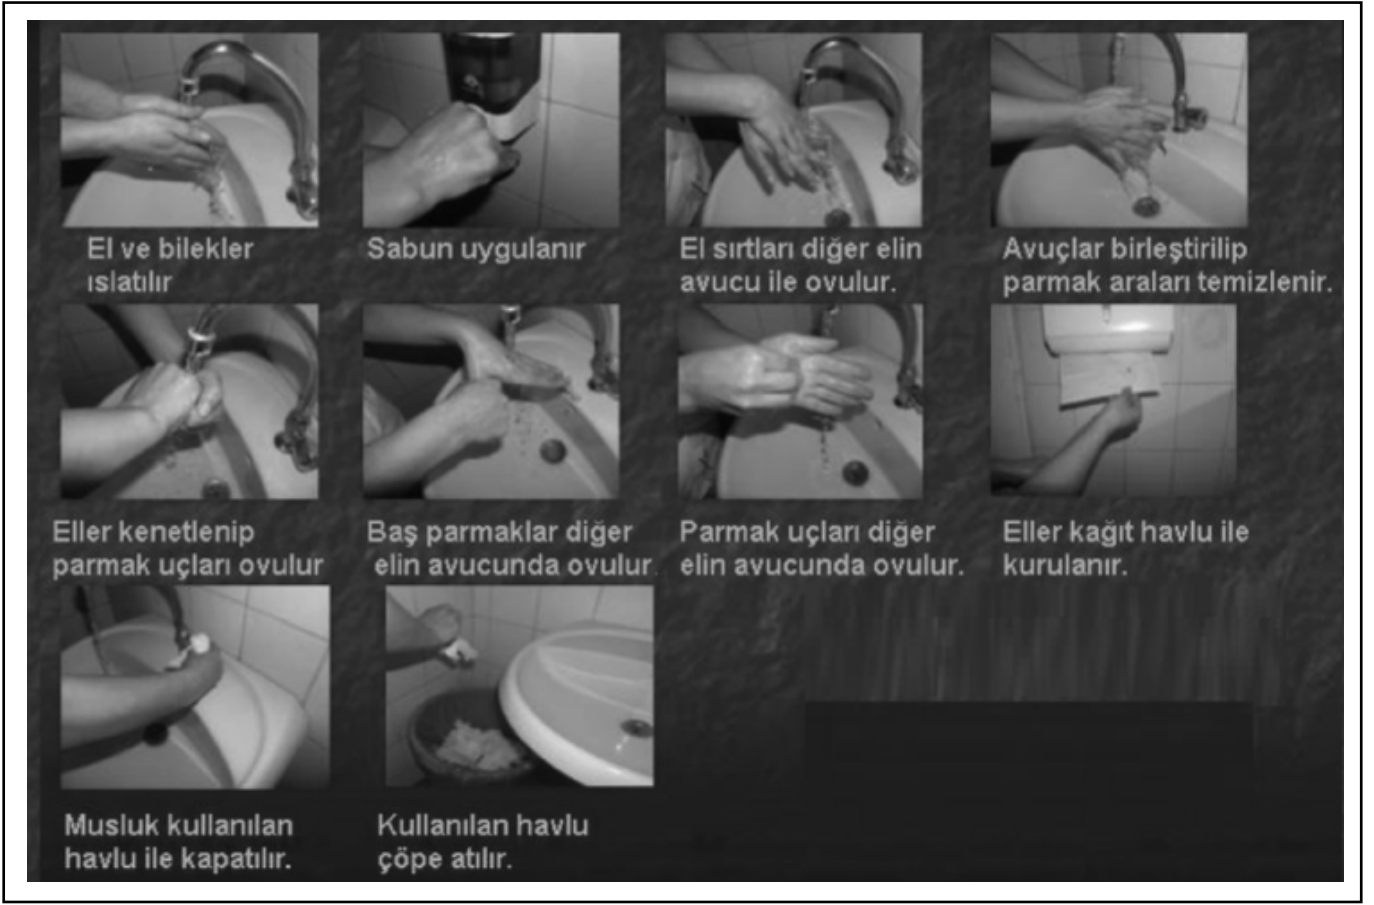 El ve bilekler
ıslatılır
Sabun uygulanır
El sırtları diğer elin
avucu ile ovulur.
Avuçlar birleştirilip
parmak araları temizlenir.
Eller kenetlenip
parmak uçları ovulur
Baş parmaklar diğer
elin avucunda ovulur.
Parmak uçları diğer
elin avucunda ovulur.
Eller kağıt havlu ile
kurulanır.
Musluk kullanılan
havlu ile kapatılır.
Kullanılan havlu
çöpe atılır.